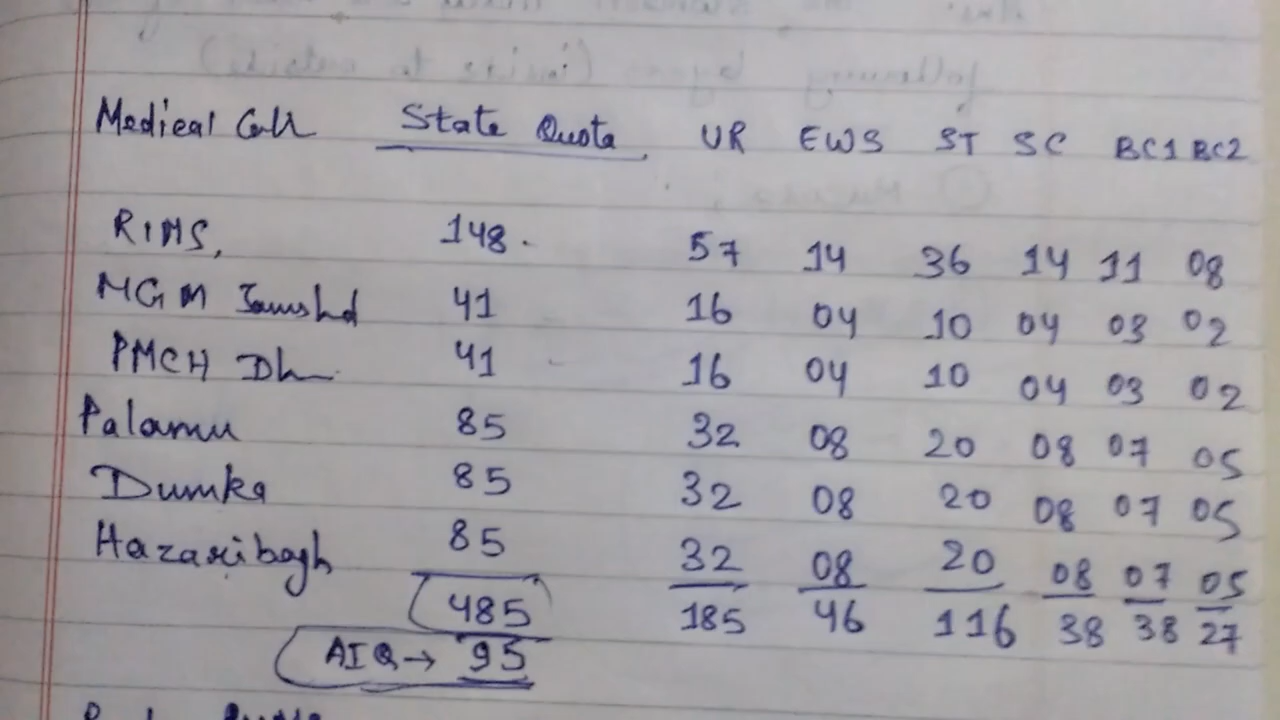 Medical Coll State Quota UR EWS ST SC BC1 BC2
RIMS, 148. 57 14 36 14 11 08
MGM Jamshd 41 16 04 10 04 03 02
PMCH Dh 41 16 04 10 04 03 02
Palamu 85 32 08 20 08 07 05
Dumka 85 32 08 20 08 07 05
Hazaribagh 85 32 08 20 08 07 05
485 185 46 116 38 38 27
AIQ → 95